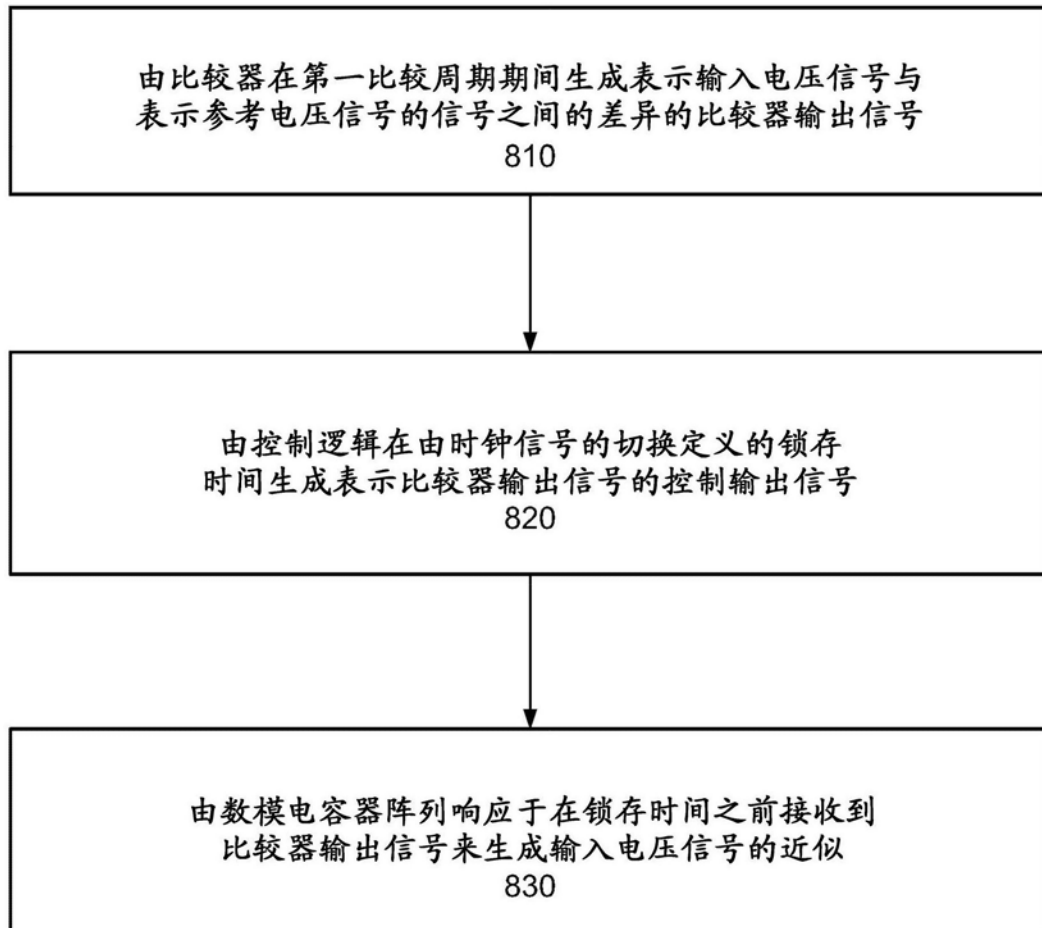 由比较器在第一比较周期期间生成表示输入电压信号与
表示参考电压信号的信号之间的差异的比较器输出信号
810
由控制逻辑在由时钟信号的切换定义的锁存
时间生成表示比较器输出信号的控制输出信号
820
由数模电容器阵列响应于在锁存时间之前接收到
比较器输出信号来生成输入电压信号的近似
830